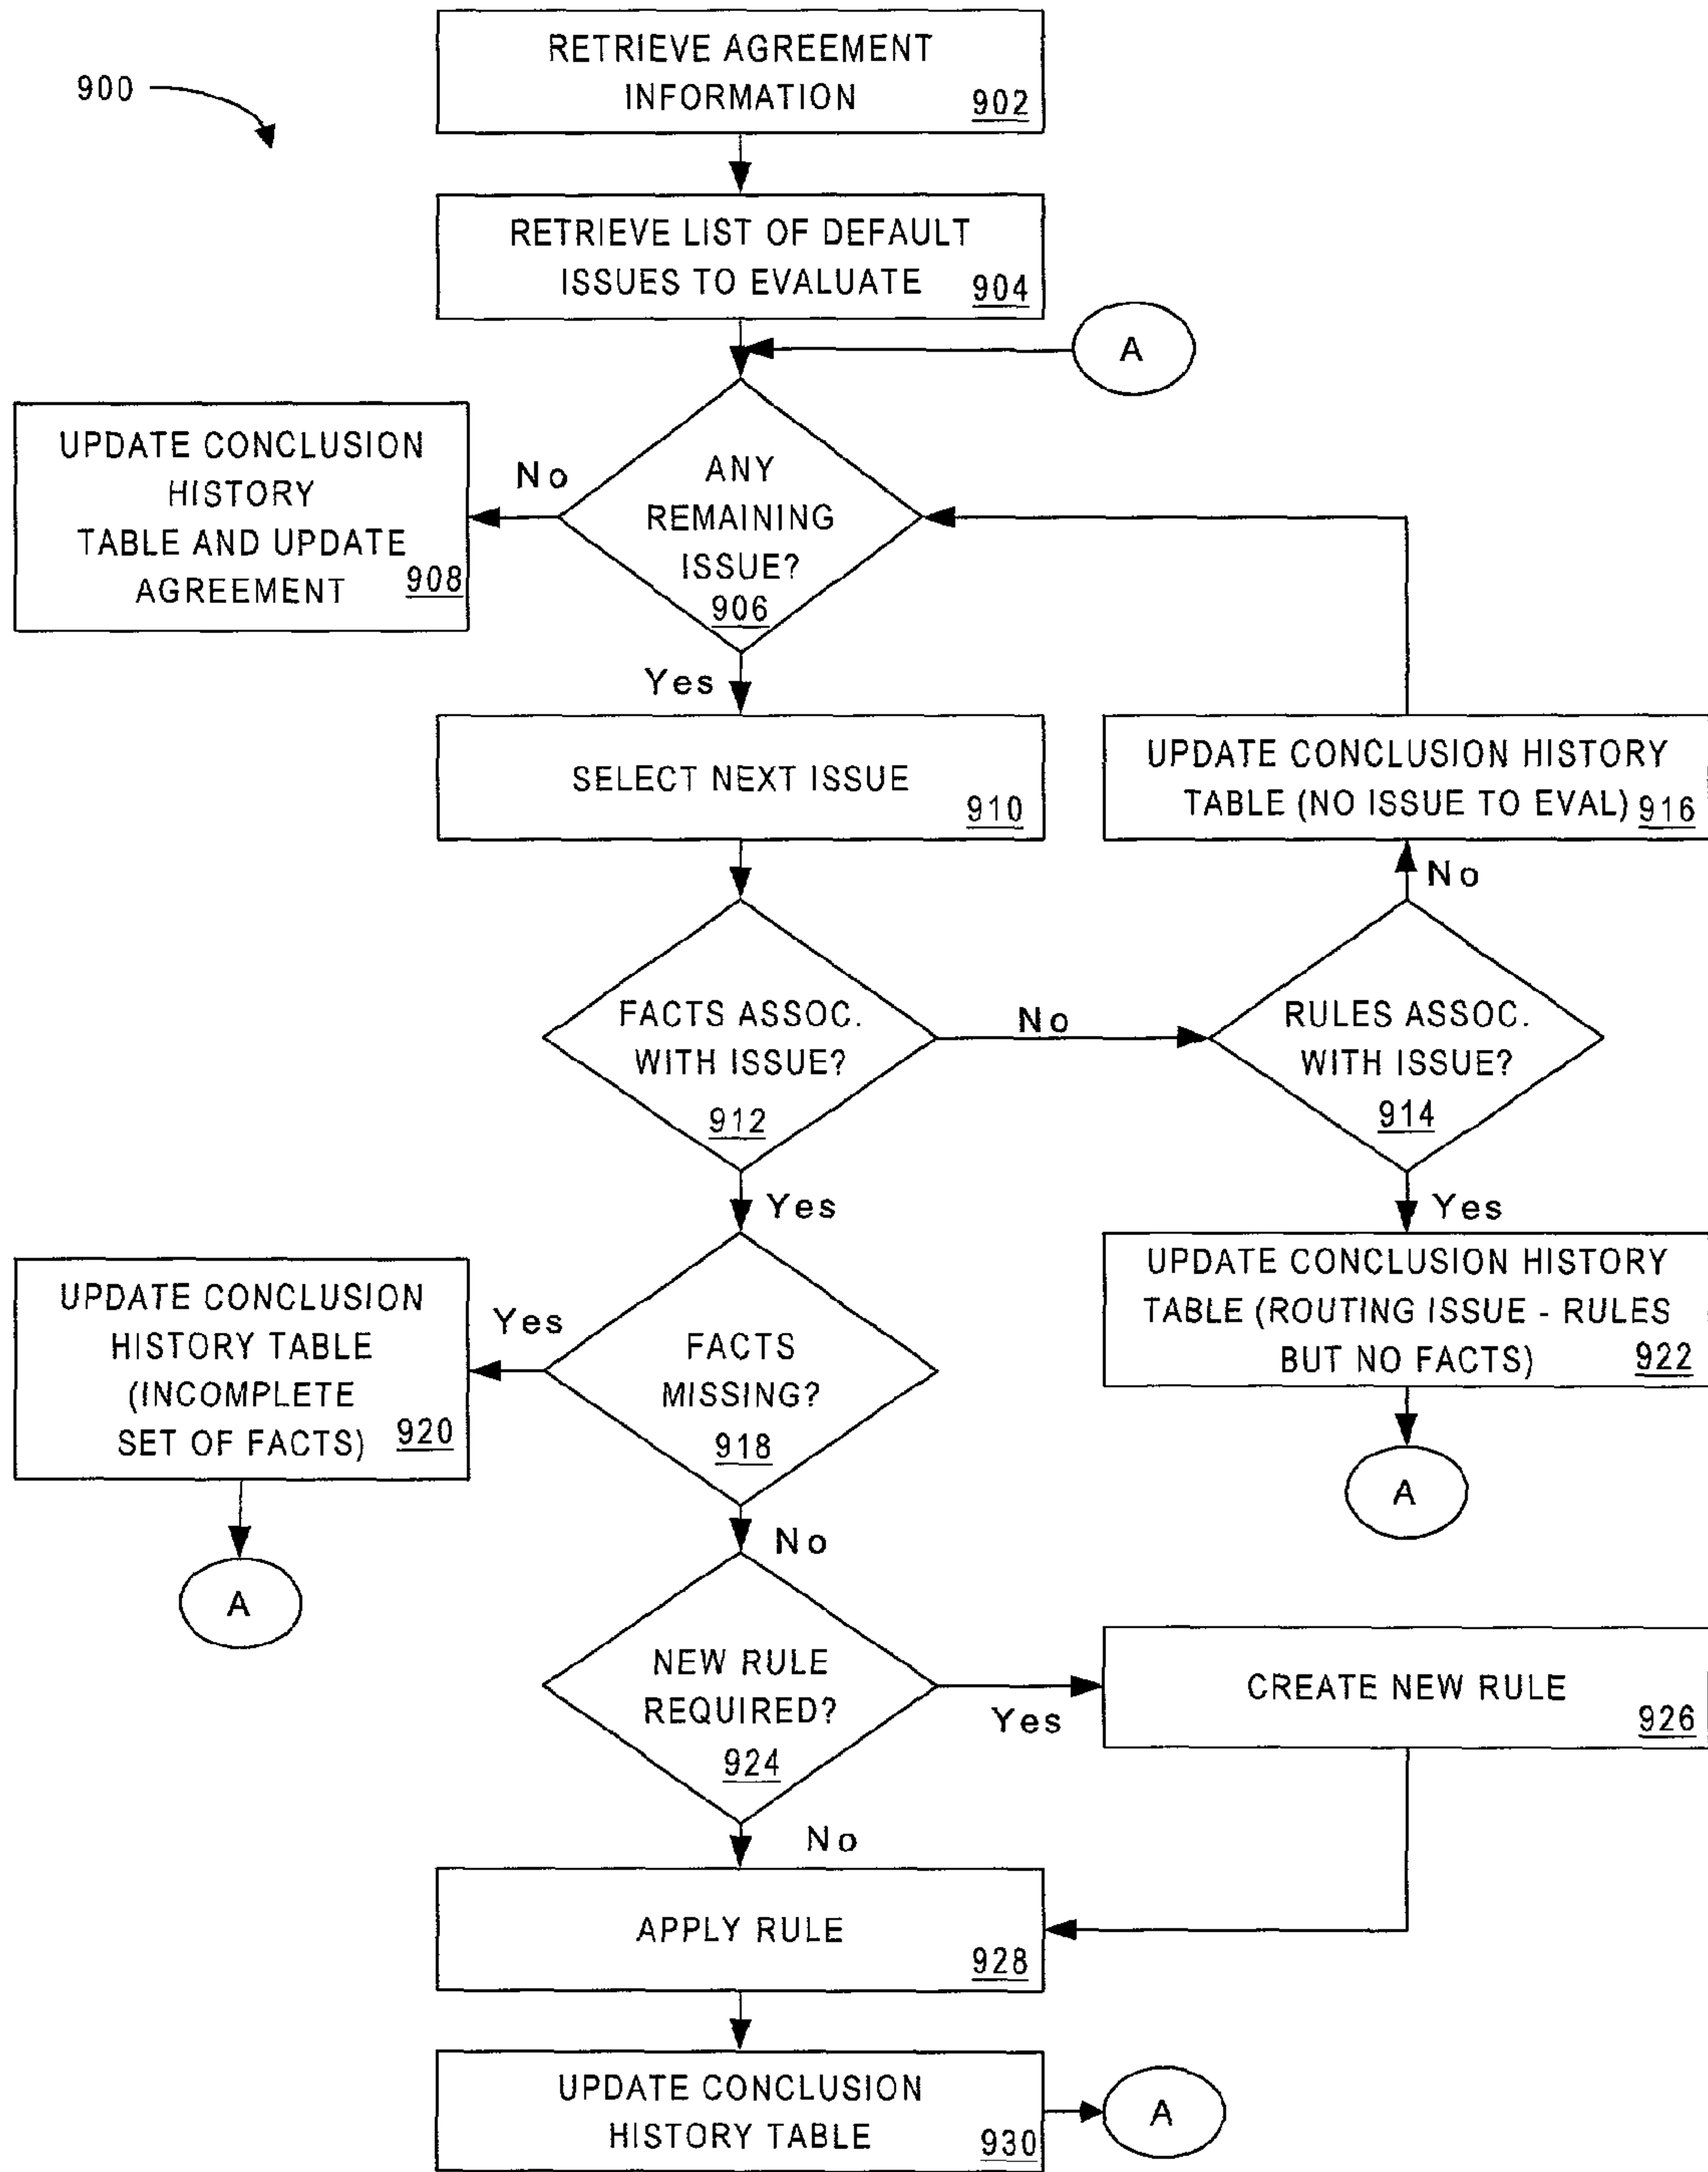 900
RETRIEVE AGREEMENT
INFORMATION
902
RETRIEVE LIST OF DEFAULT
ISSUES TO EVALUATE
904
A
UPDATE CONCLUSION
HISTORY
TABLE AND UPDATE
AGREEMENT
908
No
ANY
REMAINING
ISSUE?
906
Yes
SELECT NEXT ISSUE
910
UPDATE CONCLUSION HISTORY
TABLE (NO ISSUE TO EVAL)
916
No
FACTS ASSOC.
WITH ISSUE?
912
No
RULES ASSOC.
WITH ISSUE?
914
Yes
Yes
UPDATE CONCLUSION HISTORY
TABLE (ROUTING ISSUE - RULES
BUT NO FACTS)
922
A
UPDATE CONCLUSION
HISTORY TABLE
(INCOMPLETE
SET OF FACTS)
920
Yes
FACTS
MISSING?
918
A
No
NEW RULE
REQUIRED?
924
Yes
CREATE NEW RULE
926
No
APPLY RULE
928
UPDATE CONCLUSION
HISTORY TABLE
930
A